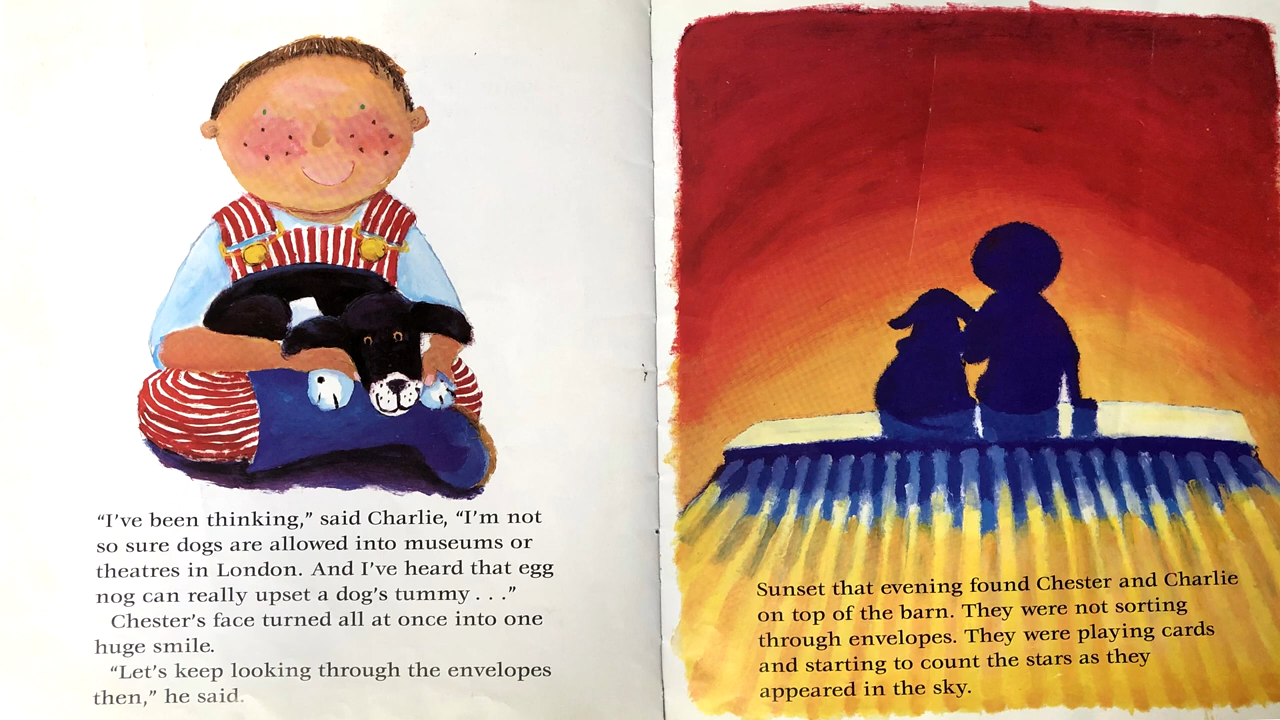 “I’ve been thinking,” said Charlie, “I’m not
so sure dogs are allowed into museums or
theatres in London. And I’ve heard that egg
nog can really upset a dog’s tummy . . .”
Chester’s face turned all at once into one
huge smile.
“Let’s keep looking through the envelopes
then,” he said.
Sunset that evening found Chester and Charlie
on top of the barn. They were not sorting
through envelopes. They were playing cards
and starting to count the stars as they
appeared in the sky.